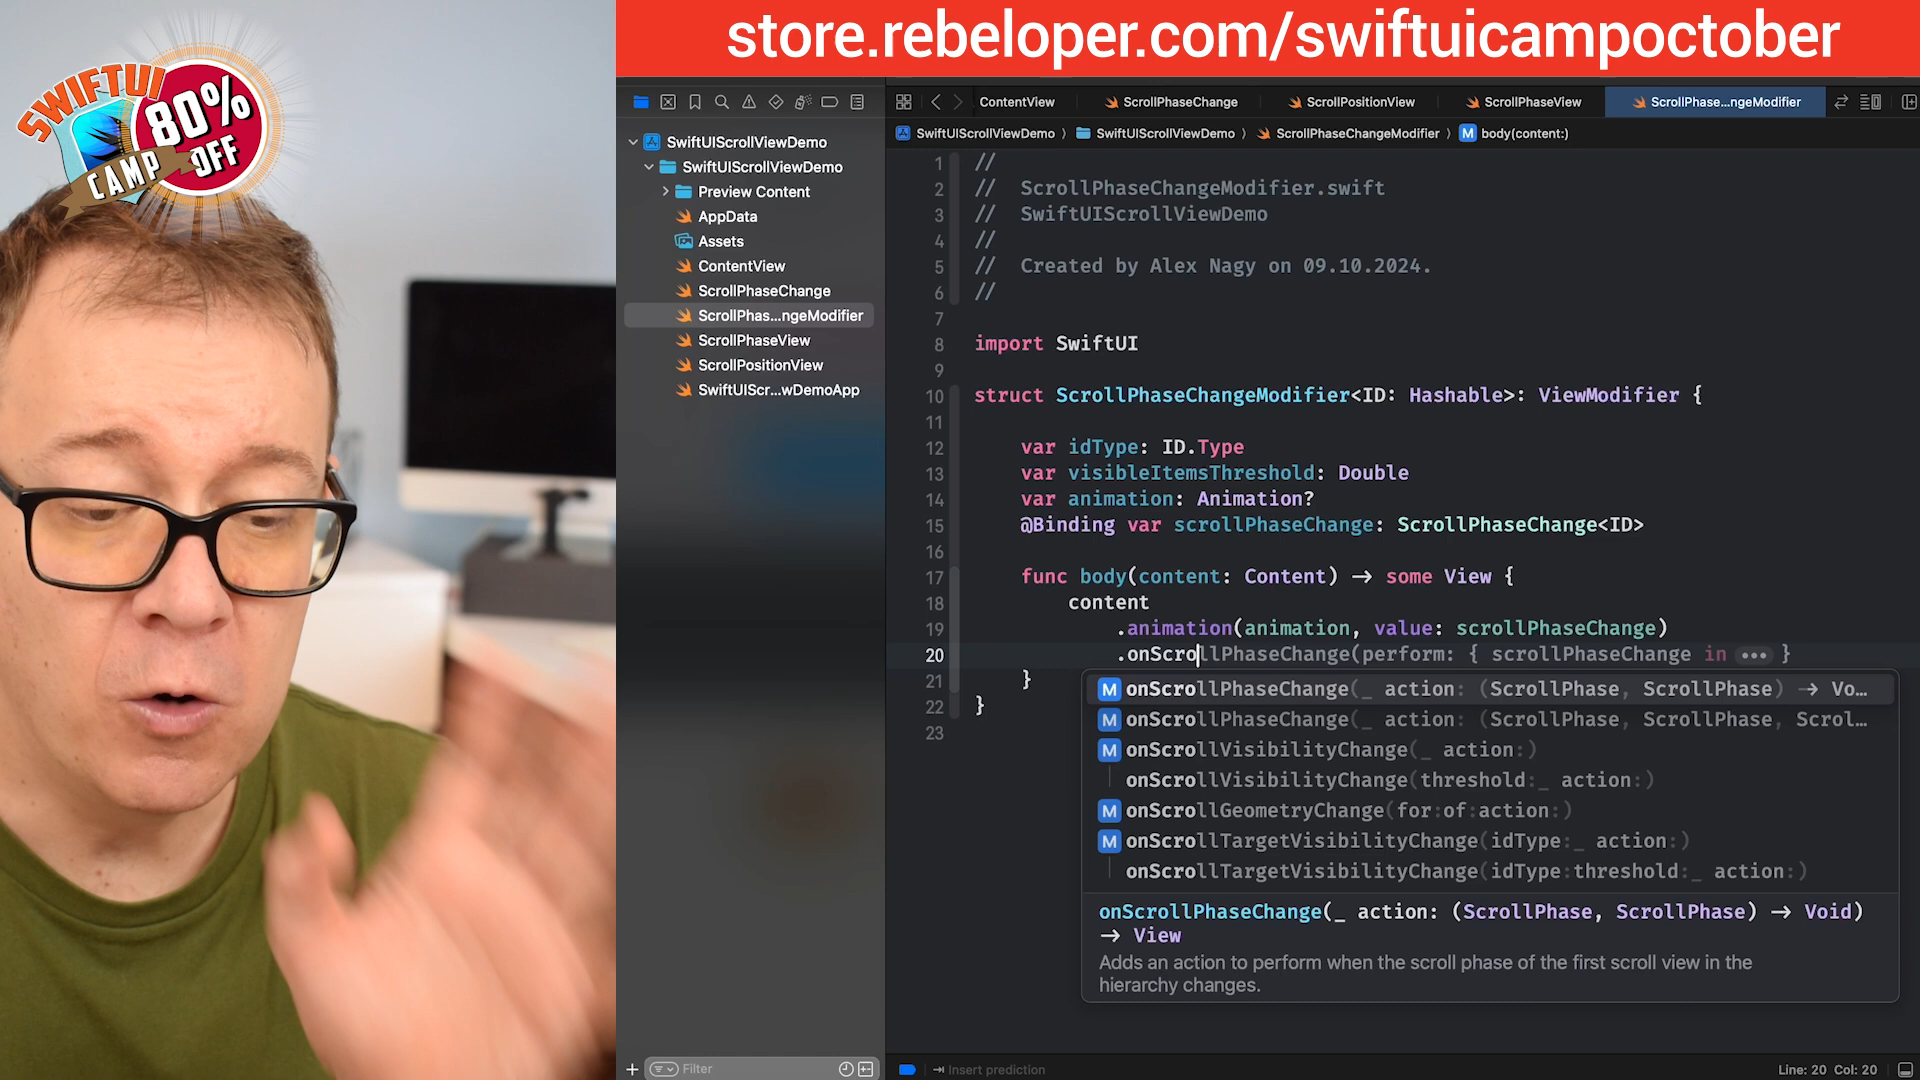 store.rebeloper.com/swiftuicampoctober
SWIFTUI
CAMP
80%
OFF
ContentView
ScrollPhaseChange
ScrollPositionView
ScrollPhaseView
ScrollPhase...ngeModifier
SwiftUIScrollViewDemo
SwiftUIScrollViewDemo
ScrollPhaseChangeModifier
M body(content:)
SwiftUIScrollViewDemo
SwiftUIScrollViewDemo
Preview Content
AppData
Assets
ContentView
ScrollPhaseChange
ScrollPhas...ngeModifier
ScrollPhaseView
ScrollPositionView
SwiftUIScr...wDemoApp
Filter
1 //
2 // ScrollPhaseChangeModifier.swift
3 // SwiftUIScrollViewDemo
4 //
5 // Created by Alex Nagy on 09.10.2024.
6 //
7
8 import SwiftUI
9
10 struct ScrollPhaseChangeModifier<ID: Hashable>: ViewModifier {
11
12 var idType: ID.Type
13 var visibleItemsThreshold: Double
14 var animation: Animation?
15 @Binding var scrollPhaseChange: ScrollPhaseChange<ID>
16
17 func body(content: Content) → some View {
18 content
19 .animation(animation, value: scrollPhaseChange)
20 .onScrollPhaseChange(perform: { scrollPhaseChange in ••• }
21 }
22 }
23
M onScrollPhaseChange(_ action: (ScrollPhase, ScrollPhase) → Vo…
M onScrollPhaseChange(_ action: (ScrollPhase, ScrollPhase, Scrol…
M onScrollVisibilityChange(_ action:)
onScrollVisibilityChange(threshold:_ action:)
M onScrollGeometryChange(for:of:action:)
M onScrollTargetVisibilityChange(idType:_ action:)
onScrollTargetVisibilityChange(idType:threshold:_ action:)
onScrollPhaseChange(_ action: (ScrollPhase, ScrollPhase) → Void)
→ View
Adds an action to perform when the scroll phase of the first scroll view in the
hierarchy changes.
Insert prediction
Line: 20 Col: 20